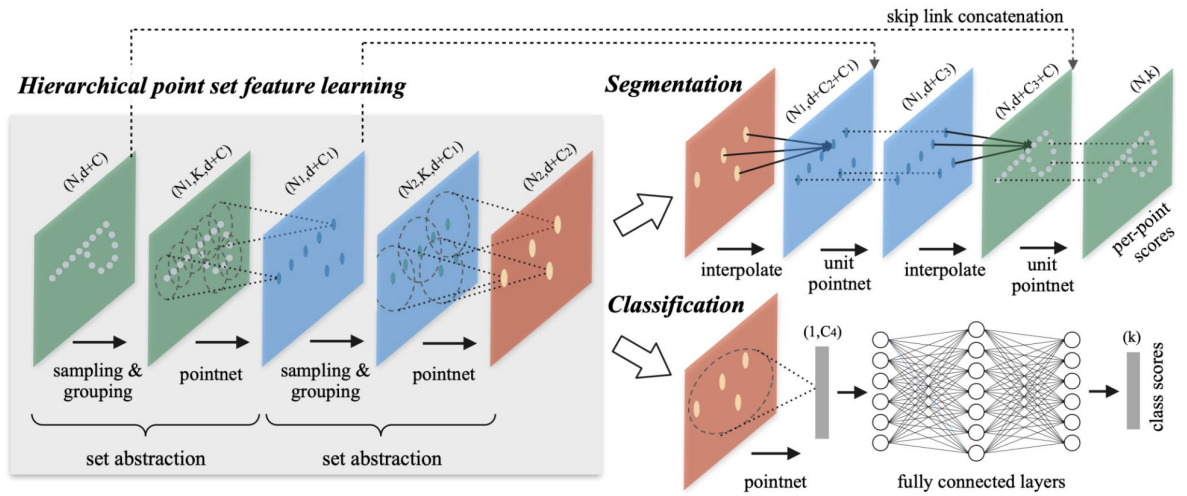 skip link concatenation
Hierarchical point set feature learning
(N,d+C)
(N1,K,d+C)
(N1,d+C1)
(N2,K,d+C1)
(N2,d+C2)
sampling &
grouping
pointnet
sampling &
grouping
pointnet
set abstraction
set abstraction
Segmentation
(N1,d+C2+C1)
(N1,d+C3)
(N,d+C3+C)
(N,k)
interpolate
unit
pointnet
interpolate
unit
pointnet
per-point
scores
Classification
(1,C4)
(k)
class scores
pointnet
fully connected layers